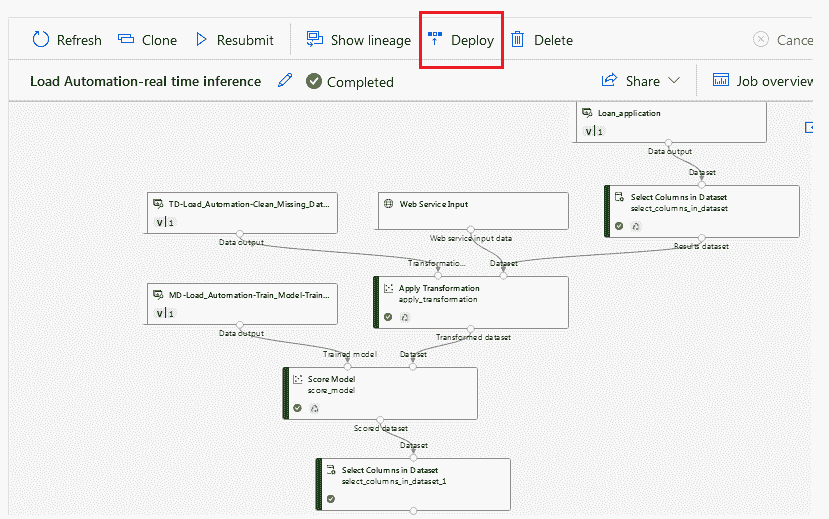 Refresh Clone Resubmit Show lineage Deploy Delete Cance
Load Automation-real time inference Completed Share Job overview
Loan_application
v 1
Data output
Dataset
TD-Load_Automation-Clean_Missing_Dat...
v 1
Data output
Web Service Input
Web service input data
Select Columns in Dataset
select_columns_in_dataset
Results dataset
Transformatio...
Dataset
MD-Load_Automation-Train_Model-Train...
v 1
Data output
Apply Transformation
apply_transformation
Transformed dataset
Trained model
Dataset
Score Model
score_model
Scored dataset
Dataset
Select Columns in Dataset
select_columns_in_dataset_1